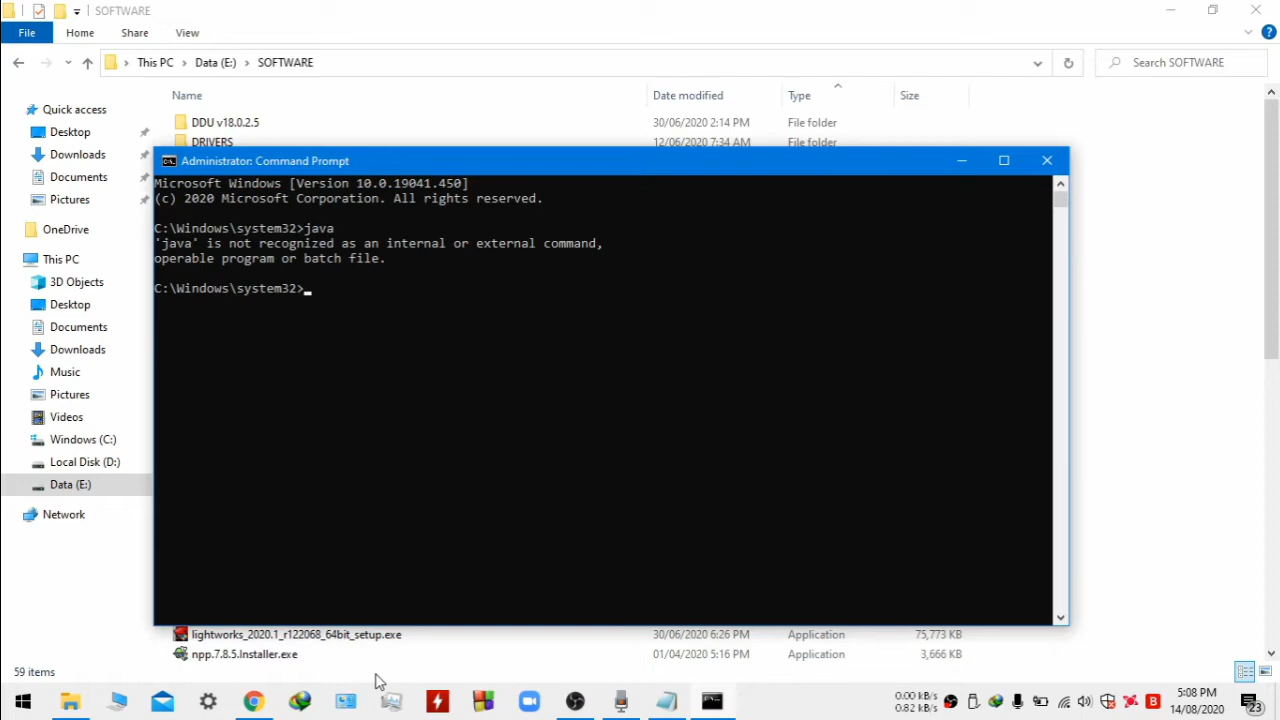 SOFTWARE
File Home Share View
This PC Data (E:) SOFTWARE Search SOFTWARE
Name Date modified Type Size
Quick access
Desktop
Downloads
Documents
Pictures
OneDrive
This PC
3D Objects
Desktop
Documents
Downloads
Music
Pictures
Videos
Windows (C:)
Local Disk (D:)
Data (E:)
Network
DDU v18.0.2.5 30/06/2020 2:14 PM File folder
DRIVERS 12/06/2020 7:34 AM File folder
Administrator: Command Prompt
Microsoft Windows [Version 10.0.19041.450]
(c) 2020 Microsoft Corporation. All rights reserved.
C:\Windows\system32>java
'java' is not recognized as an internal or external command,
operable program or batch file.
C:\Windows\system32>
lightworks_2020.1_r122068_64bit_setup.exe 30/06/2020 6:26 PM Application 75,773 KB
npp.7.8.5.Installer.exe 01/04/2020 5:16 PM Application 3,666 KB
59 items
0.00 kB/s
0.82 kB/s
5:08 PM
14/08/2020
23